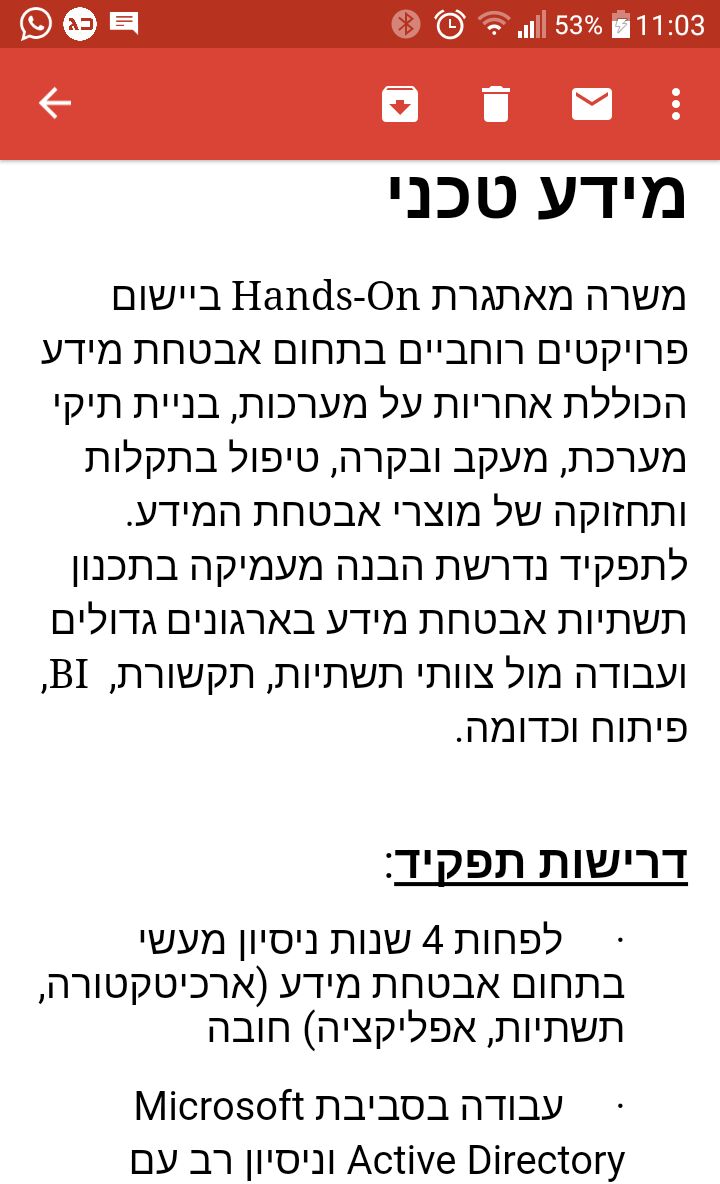 כג 53% 11:03
מידע טכני
משרה מאתגרת Hands-On ביישום
פרויקטים רוחביים בתחום אבטחת מידע
הכוללת אחריות על מערכות, בניית תיקי
מערכת, מעקב ובקרה, טיפול בתקלות
ותחזוקה של מוצרי אבטחת המידע.
לתפקיד נדרשת הבנה מעמיקה בתכנון
תשתיות אבטחת מידע בארגונים גדולים
ועבודה מול צוותי תשתיות, תקשורת, BI,
פיתוח וכדומה.
דרישות תפקיד:
· לפחות 4 שנות ניסיון מעשי
בתחום אבטחת מידע (ארכיטקטורה,
תשתיות, אפליקציה) חובה
· עבודה בסביבת Microsoft
Active Directory וניסיון רב עם